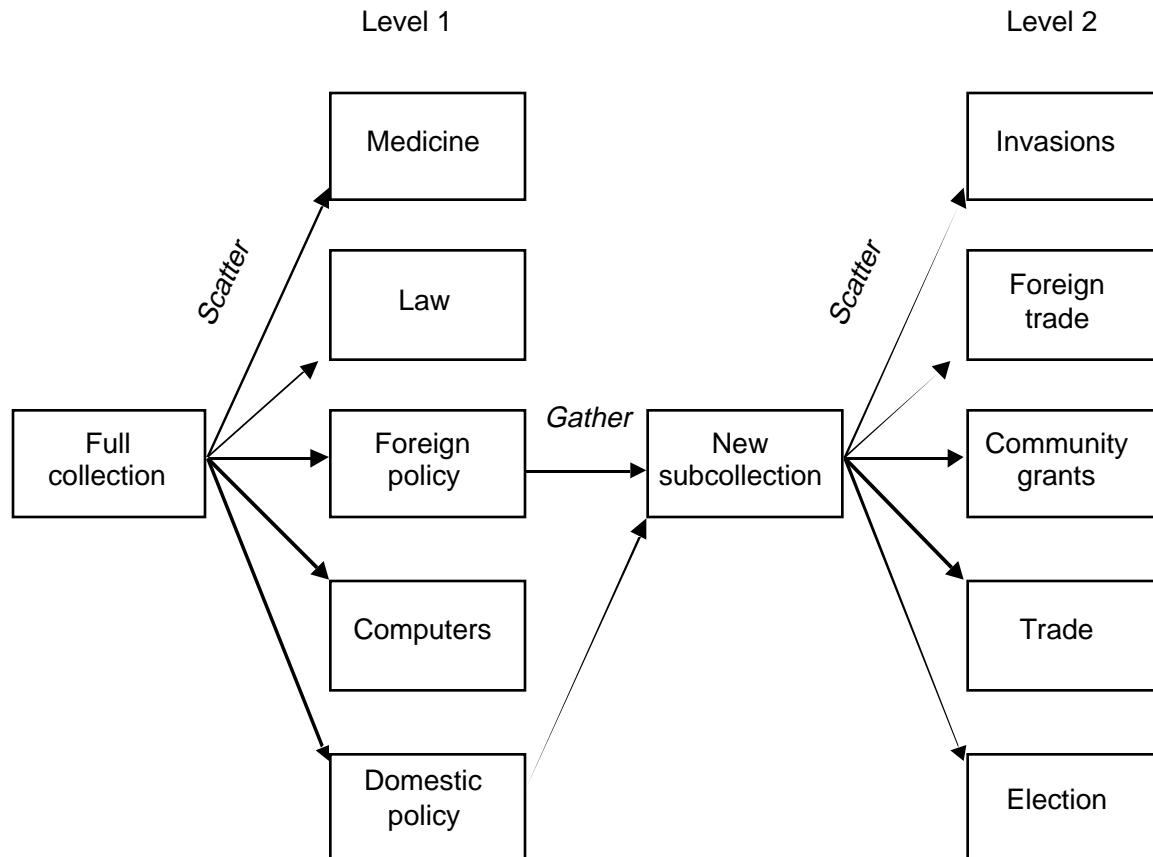 Level 1
Level 2
Medicine
Invasions
Scatter
Scatter
Law
Foreign
trade
Full
collection
Foreign
policy
Gather
New
subcollection
Community
grants
Computers
Trade
Domestic
policy
Election